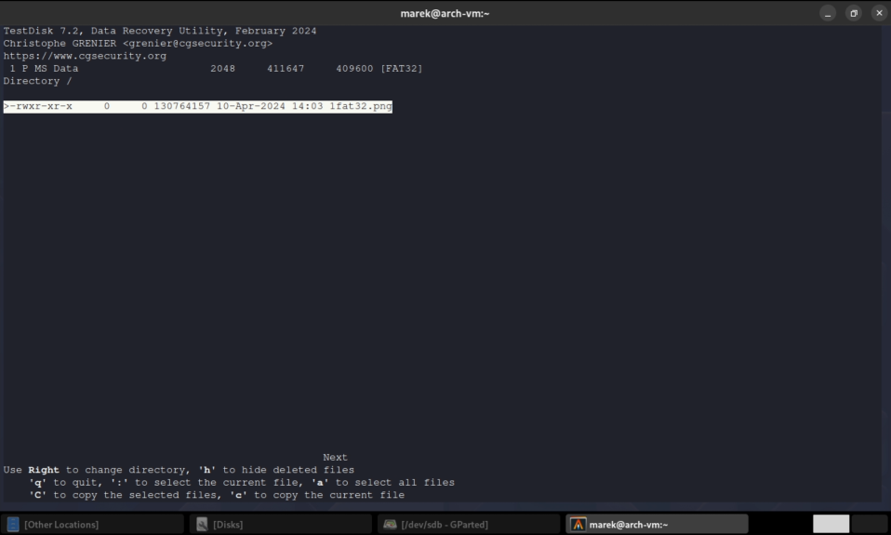 marek@arch-vm:~
TestDisk 7.2, Data Recovery Utility, February 2024
Christophe GRENIER <grenier@cgsecurity.org>
https://www.cgsecurity.org
 1 P MS Data                     2048     411647     409600 [FAT32]
Directory /
>-rwxr-xr-x     0     0 130764157 10-Apr-2024 14:03 1fat32.png
Next
Use Right to change directory, 'h' to hide deleted files
    'q' to quit, ':' to select the current file, 'a' to select all files
    'C' to copy the selected files, 'c' to copy the current file
[Other Locations]
[Disks]
[/dev/sdb - GParted]
marek@arch-vm:~